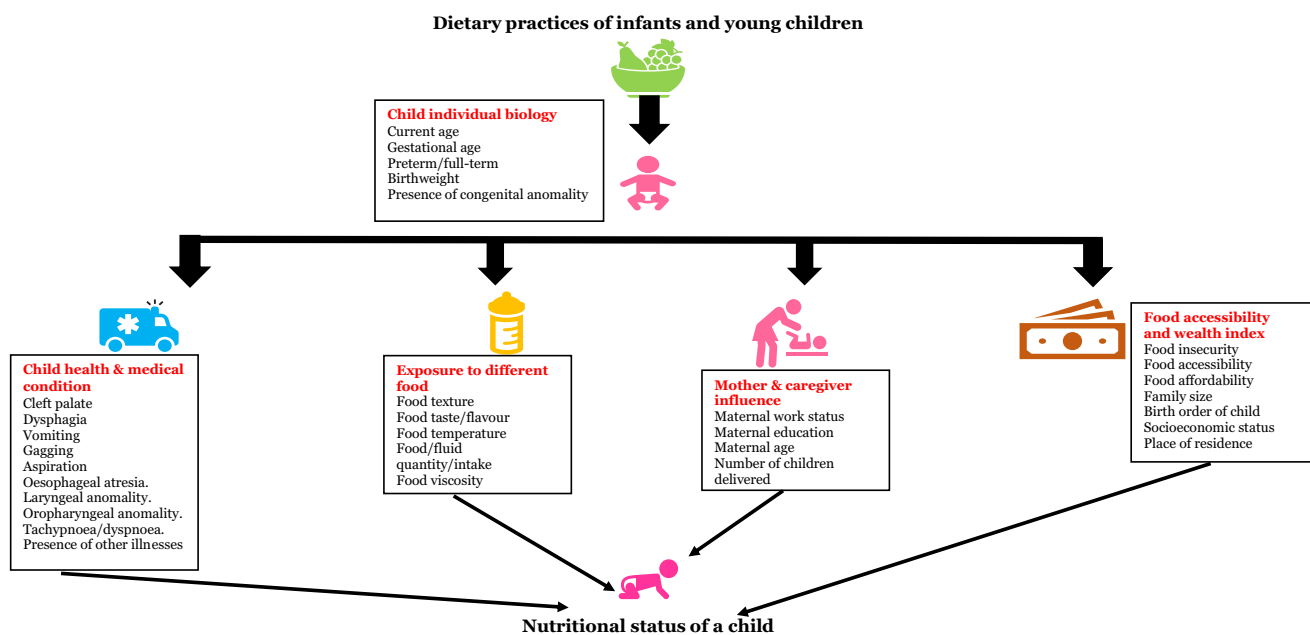 Dietary practices of infants and young children
Child individual biology
Current age
Gestational age
Preterm/full-term
Birthweight
Presence of congenital anomality
Child health & medical
condition
Cleft palate
Dysphagia
Vomiting
Gagging
Aspiration
Oesophageal atresia.
Laryngeal anomality.
Oropharyngeal anomality.
Tachypnoea/dyspnoea.
Presence of other illnesses
Exposure to different
food
Food texture
Food taste/flavour
Food temperature
Food/fluid
quantity/intake
Food viscosity
Mother & caregiver
influence
Maternal work status
Maternal education
Maternal age
Number of children
delivered
Food accessibility
and wealth index
Food insecurity
Food accessibility
Food affordability
Family size
Birth order of child
Socioeconomic status
Place of residence
Nutritional status of a child